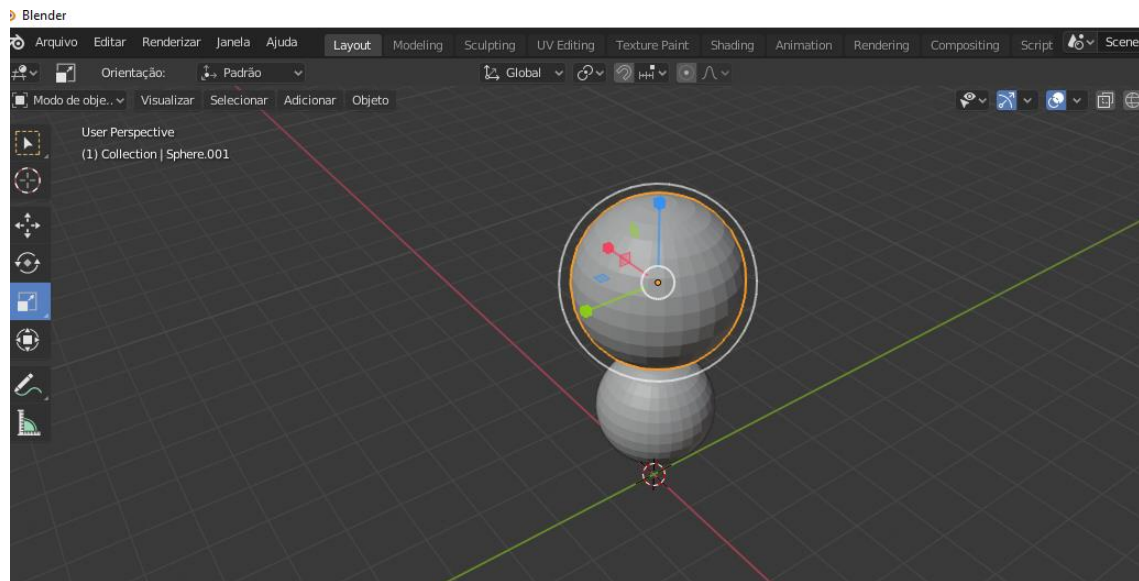 Blender
Arquivo Editar Renderizar Janela Ajuda Layout Modeling Sculpting UV Editing Texture Paint Shading Animation Rendering Compositing Script Scene
Orientação: Padrão Global
Modo de obje.. Visualizar Selecionar Adicionar Objeto
User Perspective
(1) Collection | Sphere.001